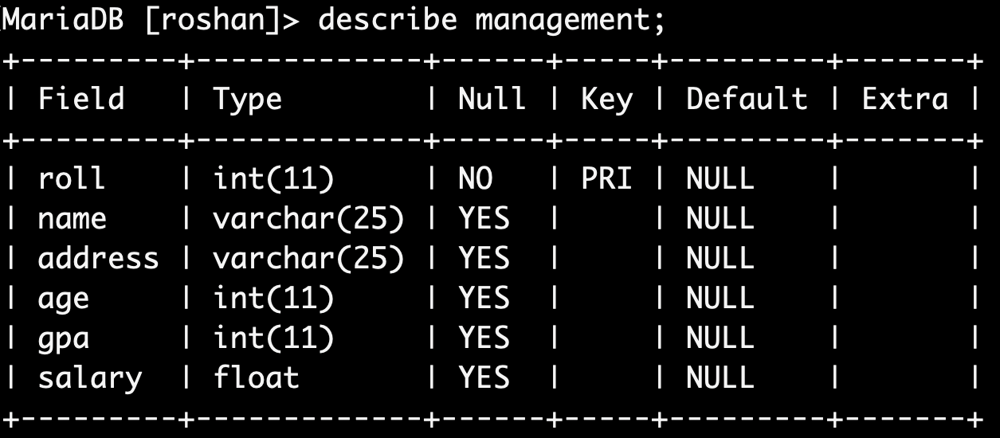 MariaDB [roshan]> describe management;
+---------+-------------+------+-----+---------+-------+
| Field   | Type        | Null | Key | Default | Extra |
+---------+-------------+------+-----+---------+-------+
| roll    | int(11)     | NO   | PRI | NULL    |       |
| name    | varchar(25) | YES  |     | NULL    |       |
| address | varchar(25) | YES  |     | NULL    |       |
| age     | int(11)     | YES  |     | NULL    |       |
| gpa     | int(11)     | YES  |     | NULL    |       |
| salary  | float       | YES  |     | NULL    |       |
+---------+-------------+------+-----+---------+-------+